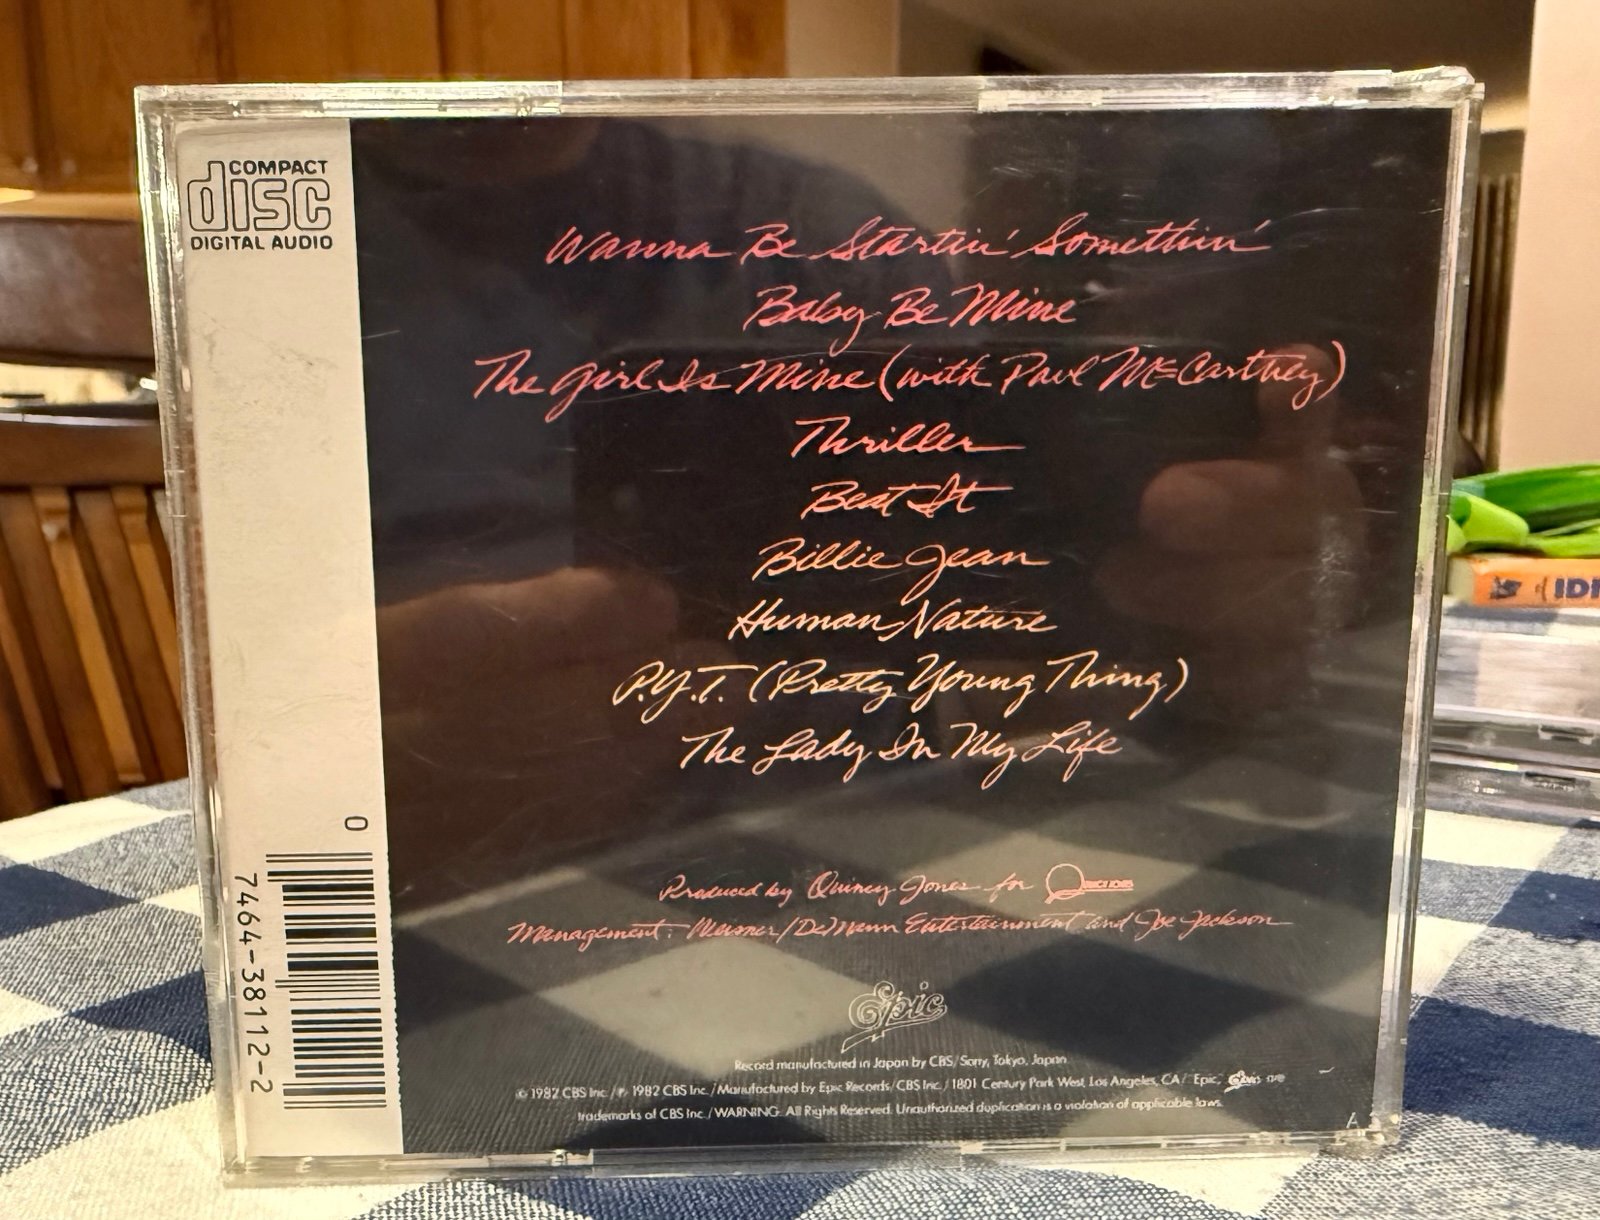 COMPACT
disc
DIGITAL AUDIO
Wanna Be Startin' Somethin'
Baby Be Mine
The Girl Is Mine (with Paul McCartney)
Thriller
Beat It
Billie Jean
Human Nature
P.Y.T. (Pretty Young Thing)
The Lady In My Life
Produced by Quincy Jones for QUINCY JONES
Management: Weisner/DeMann Entertainment and Joe Jackson
Epic
Record manufactured in Japan by CBS/Sony, Tokyo, Japan
© 1982 CBS Inc./℗ 1982 CBS Inc./Manufactured by Epic Records/CBS Inc./1801 Century Park West, Los Angeles, CA/"Epic," Epic are
trademarks of CBS Inc./WARNING: All Rights Reserved. Unauthorized duplication is a violation of applicable laws.
A
0
7464-38112-2